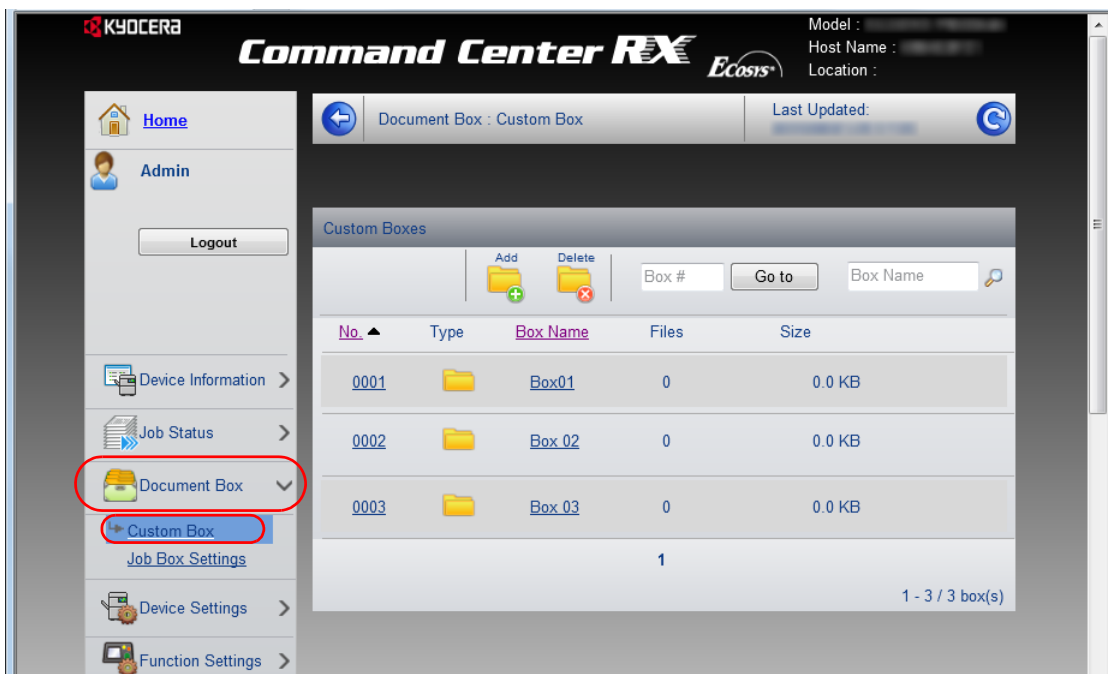 KYOCERA
Command Center RX
Ecosys
Model :
Host Name :
Location :
Home
Admin
Logout
Device Information
Job Status
Document Box
Custom Box
Job Box Settings
Device Settings
Function Settings
Document Box : Custom Box
Last Updated:
Custom Boxes
Add
Delete
Box #
Go to
Box Name
No. Type Box Name Files Size
0001 Box01 0 0.0 KB
0002 Box 02 0 0.0 KB
0003 Box 03 0 0.0 KB
1
1 - 3 / 3 box(s)